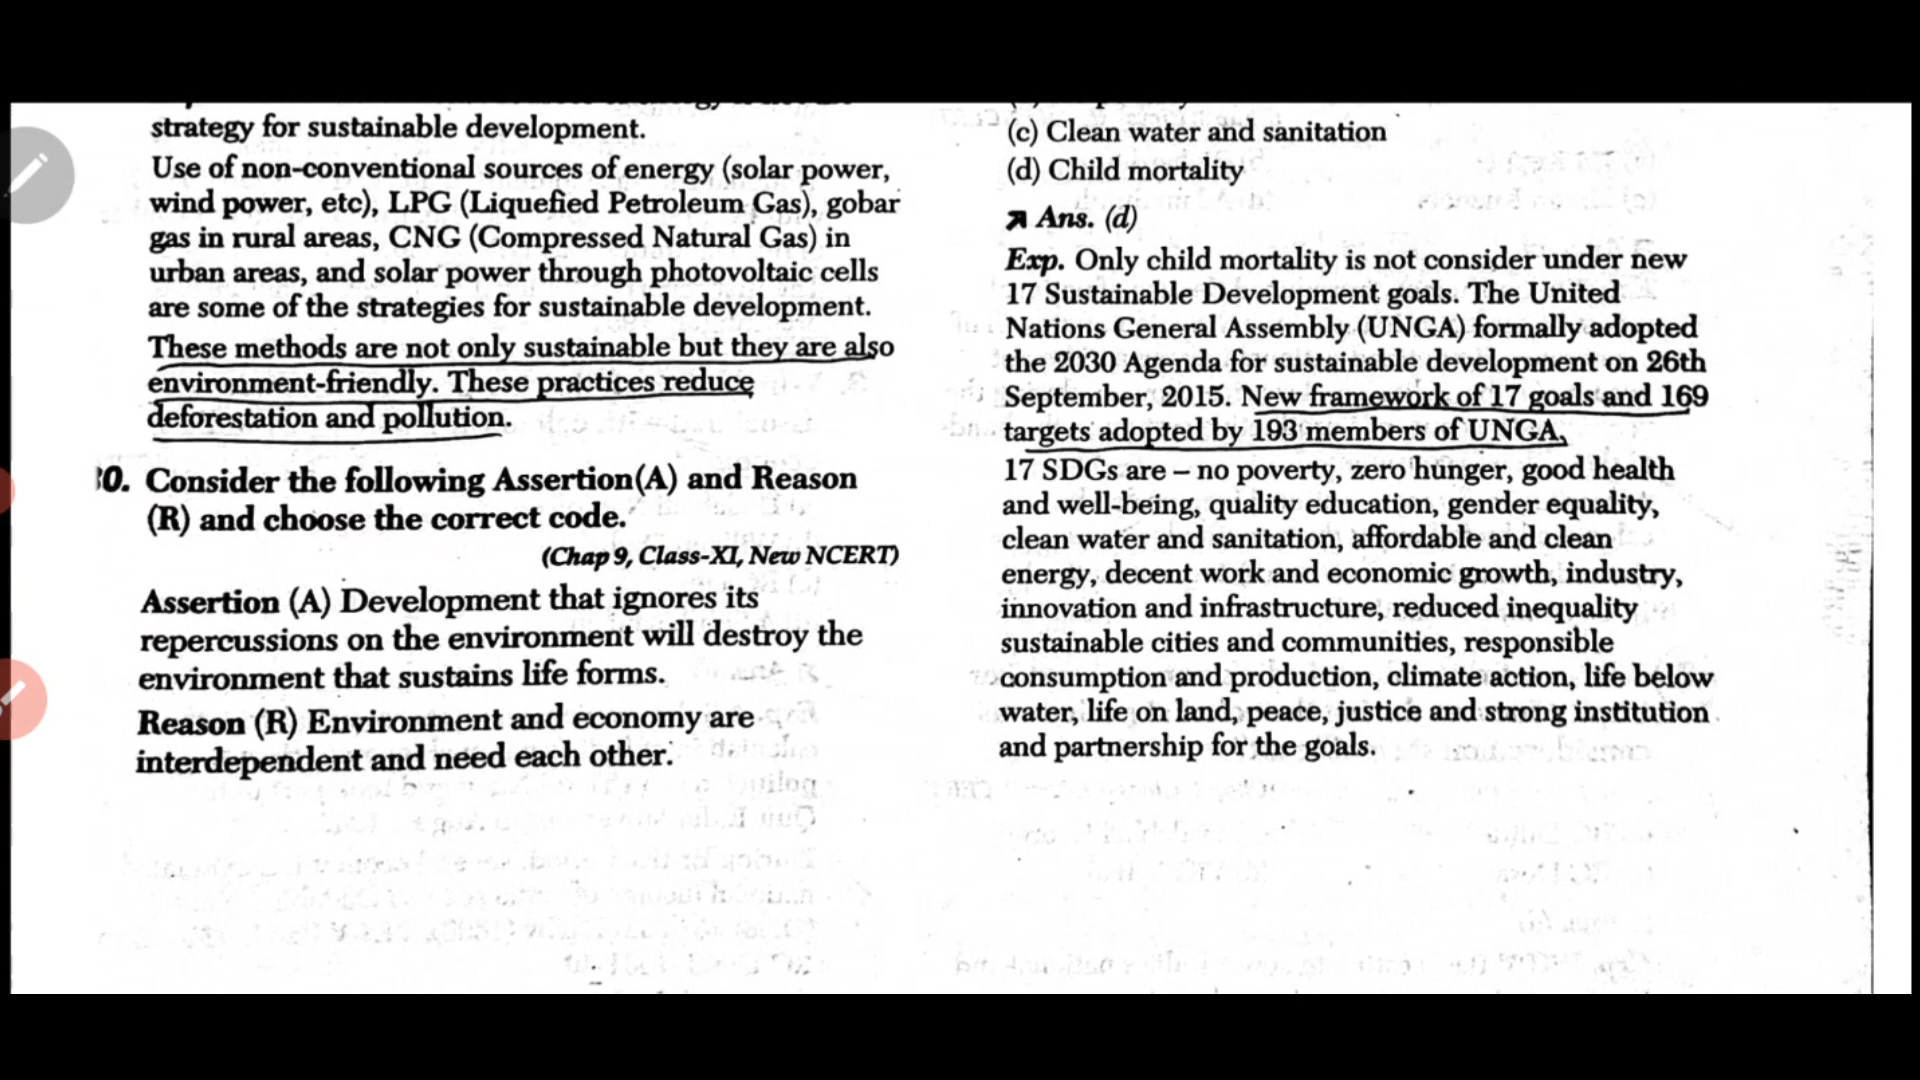 strategy for sustainable development.
Use of non-conventional sources of energy (solar power,
wind power, etc), LPG (Liquefied Petroleum Gas), gobar
gas in rural areas, CNG (Compressed Natural Gas) in
urban areas, and solar power through photovoltaic cells
are some of the strategies for sustainable development.
These methods are not only sustainable but they are also
environment-friendly. These practices reduce
deforestation and pollution.
0. Consider the following Assertion(A) and Reason
(R) and choose the correct code.
(Chap 9, Class-XI, New NCERT)
Assertion (A) Development that ignores its
repercussions on the environment will destroy the
environment that sustains life forms.
Reason (R) Environment and economy are
interdependent and need each other.
(c) Clean water and sanitation
(d) Child mortality
Ans. (d)
Exp. Only child mortality is not consider under new
17 Sustainable Development goals. The United
Nations General Assembly (UNGA) formally adopted
the 2030 Agenda for sustainable development on 26th
September, 2015. New framework of 17 goals and 169
targets adopted by 193 members of UNGA.
17 SDGs are – no poverty, zero hunger, good health
and well-being, quality education, gender equality,
clean water and sanitation, affordable and clean
energy, decent work and economic growth, industry,
innovation and infrastructure, reduced inequality
sustainable cities and communities, responsible
consumption and production, climate action, life below
water, life on land, peace, justice and strong institution
and partnership for the goals.